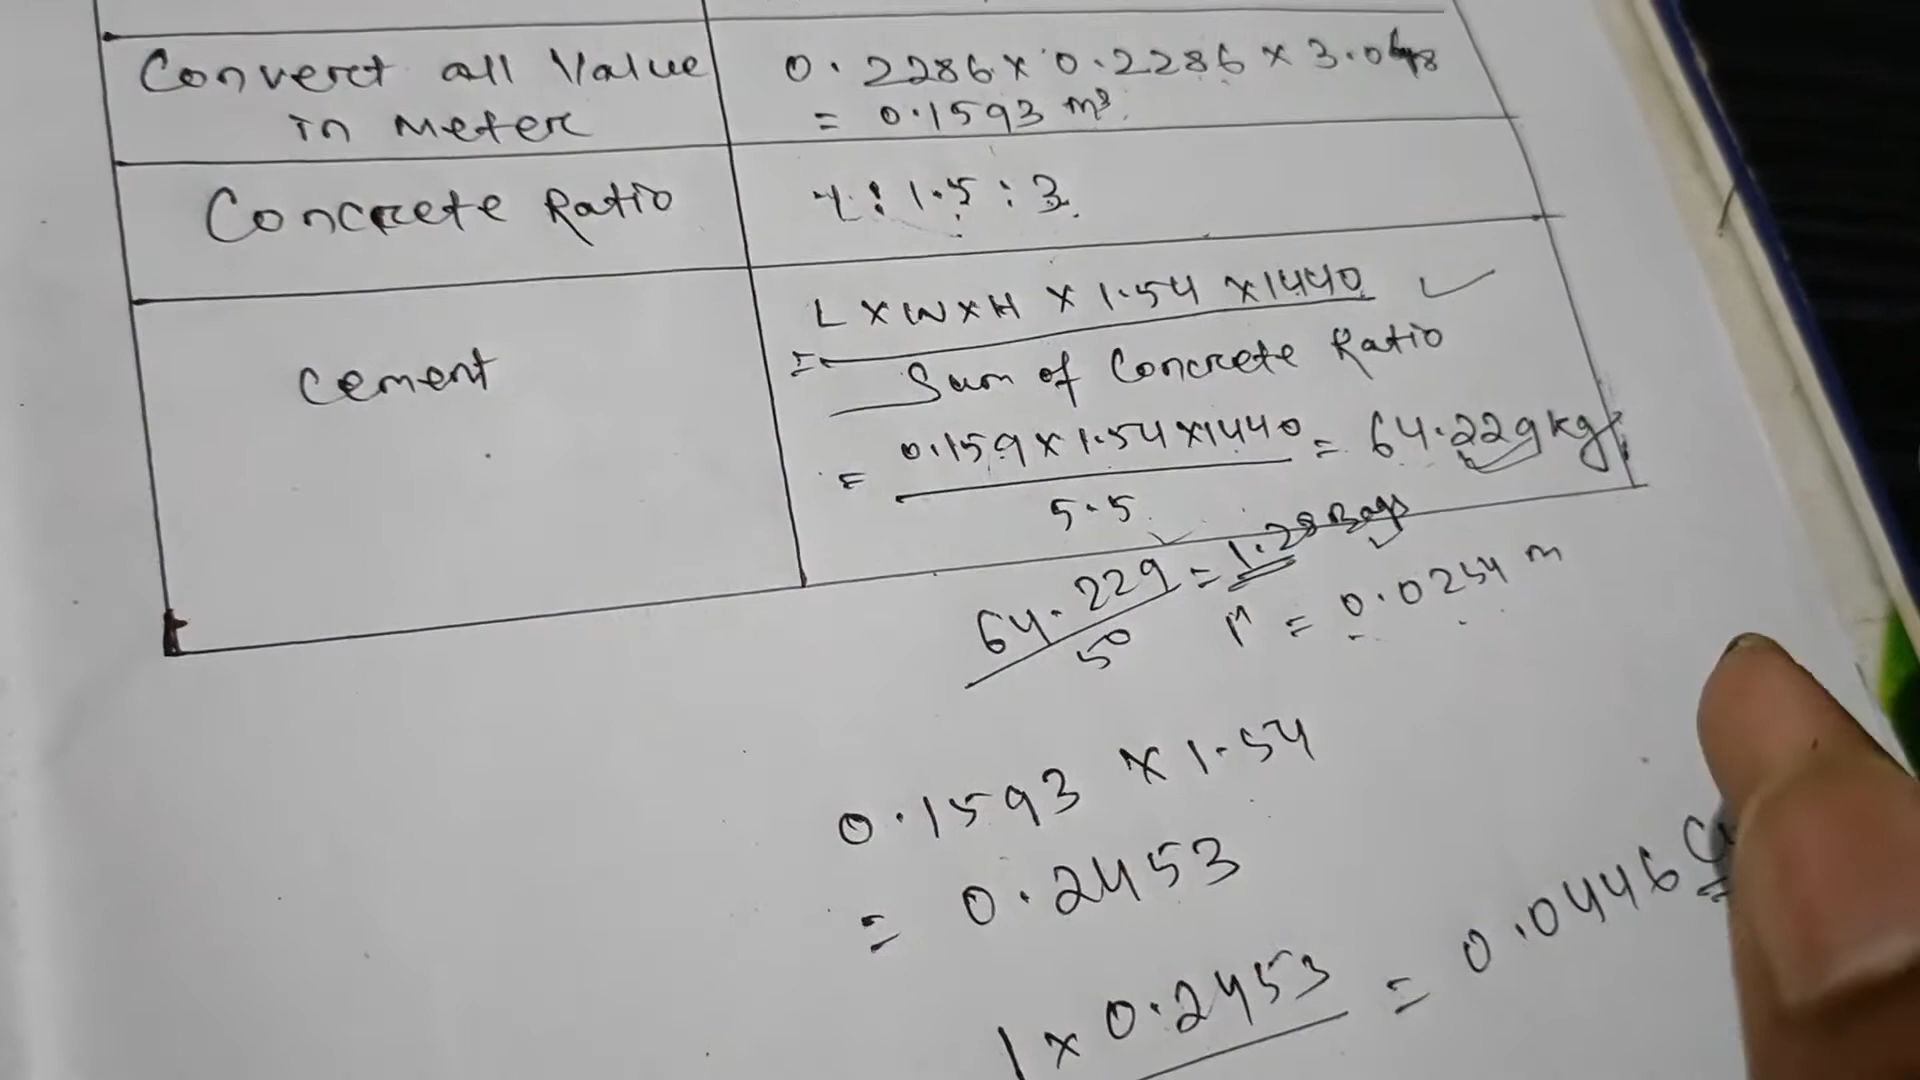 Convert all Value
in Meter
0.2286 x 0.2286 x 3.048
= 0.1593 m³
Concrete Ratio
1 : 1.5 : 3
Cement
= L x W x H x 1.54 x 1440
Sum of Concrete Ratio
= 0.159 x 1.54 x 1440 = 64.229 kg
5.5
64.229 = 1.28 Bags
50
1" = 0.0254 m
0.1593 x 1.54
= 0.2453
1 x 0.2453 = 0.0446